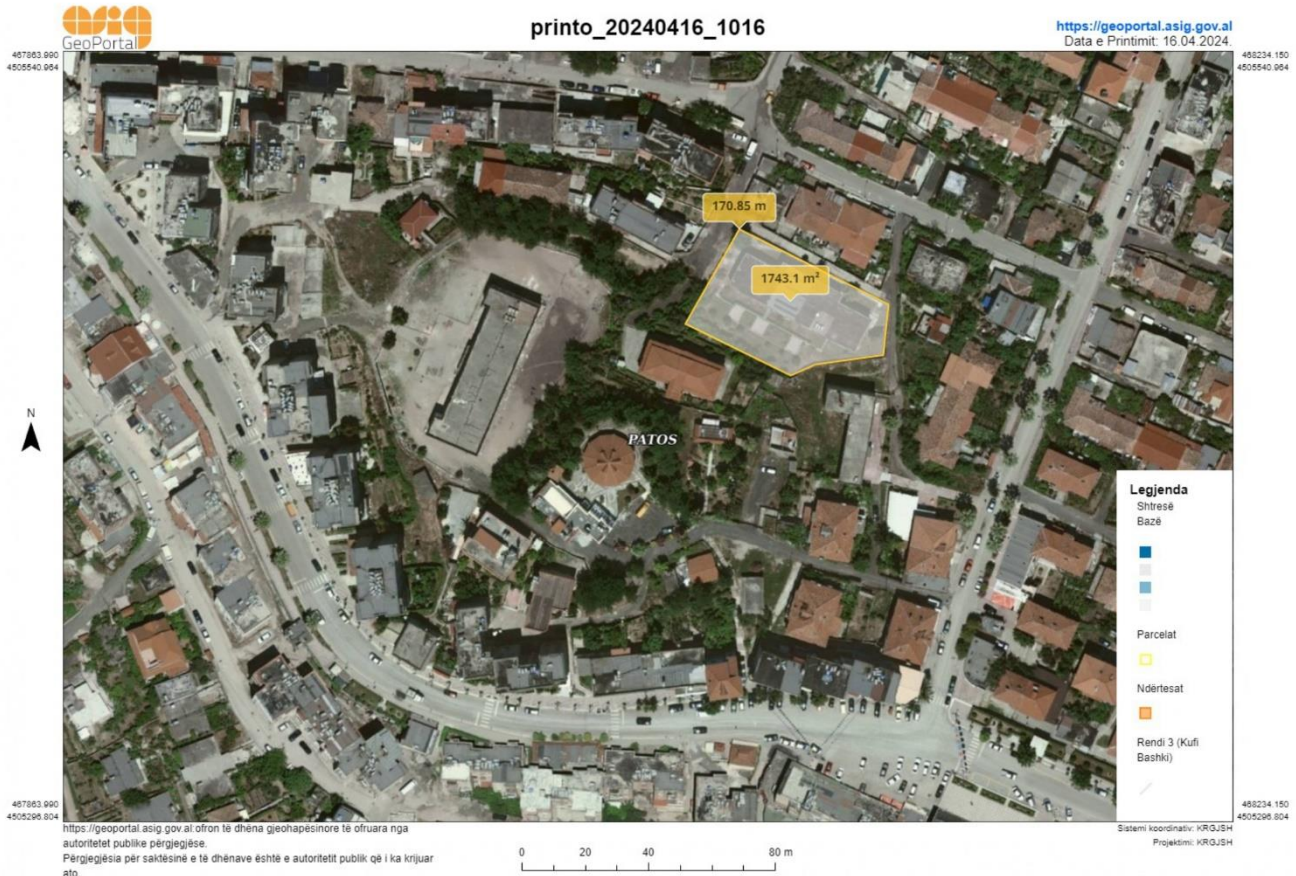 asig
GeoPortal
printo_20240416_1016
https://geoportal.asig.gov.al
Data e Printimit: 16.04.2024.
467863.990
4505540.964
468234.150
4505540.964
170.85 m
1743.1 m²
N
PATOS
Legjenda
Shtresë
Bazë
Parcelat
Ndërtesat
Rendi 3 (Kufi
Bashki)
467863.990
4505296.804
468234.150
4505296.804
https://geoportal.asig.gov.al:ofron të dhëna gjeohapësinore të ofruara nga
autoritetet publike përgjegjëse.
Përgjegjësia për saktësinë e të dhënave është e autoritetit publik që i ka krijuar
ato.
0 20 40 80 m
Sistemi koordinativ: KRGJSH
Projektimi: KRGJSH